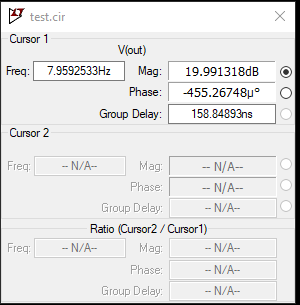 test.cir
Cursor 1
V(out)
Freq: 7.9592533Hz Mag: 19.991318dB
Phase: -455.26748µ°
Group Delay: 158.84893ns
Cursor 2
Freq: -- N/A-- Mag: -- N/A--
Phase: -- N/A--
Group Delay: -- N/A--
Ratio (Cursor2 / Cursor1)
Freq: -- N/A-- Mag: -- N/A--
Phase: -- N/A--
Group Delay: -- N/A--